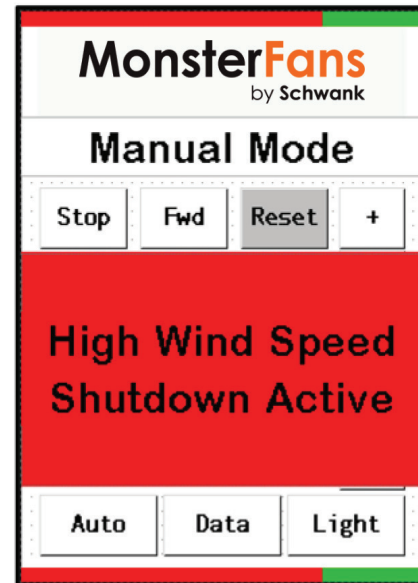 MonsterFans
by Schwank
Manual Mode
Stop Fwd Reset +
High Wind Speed
Shutdown Active
Auto Data Light